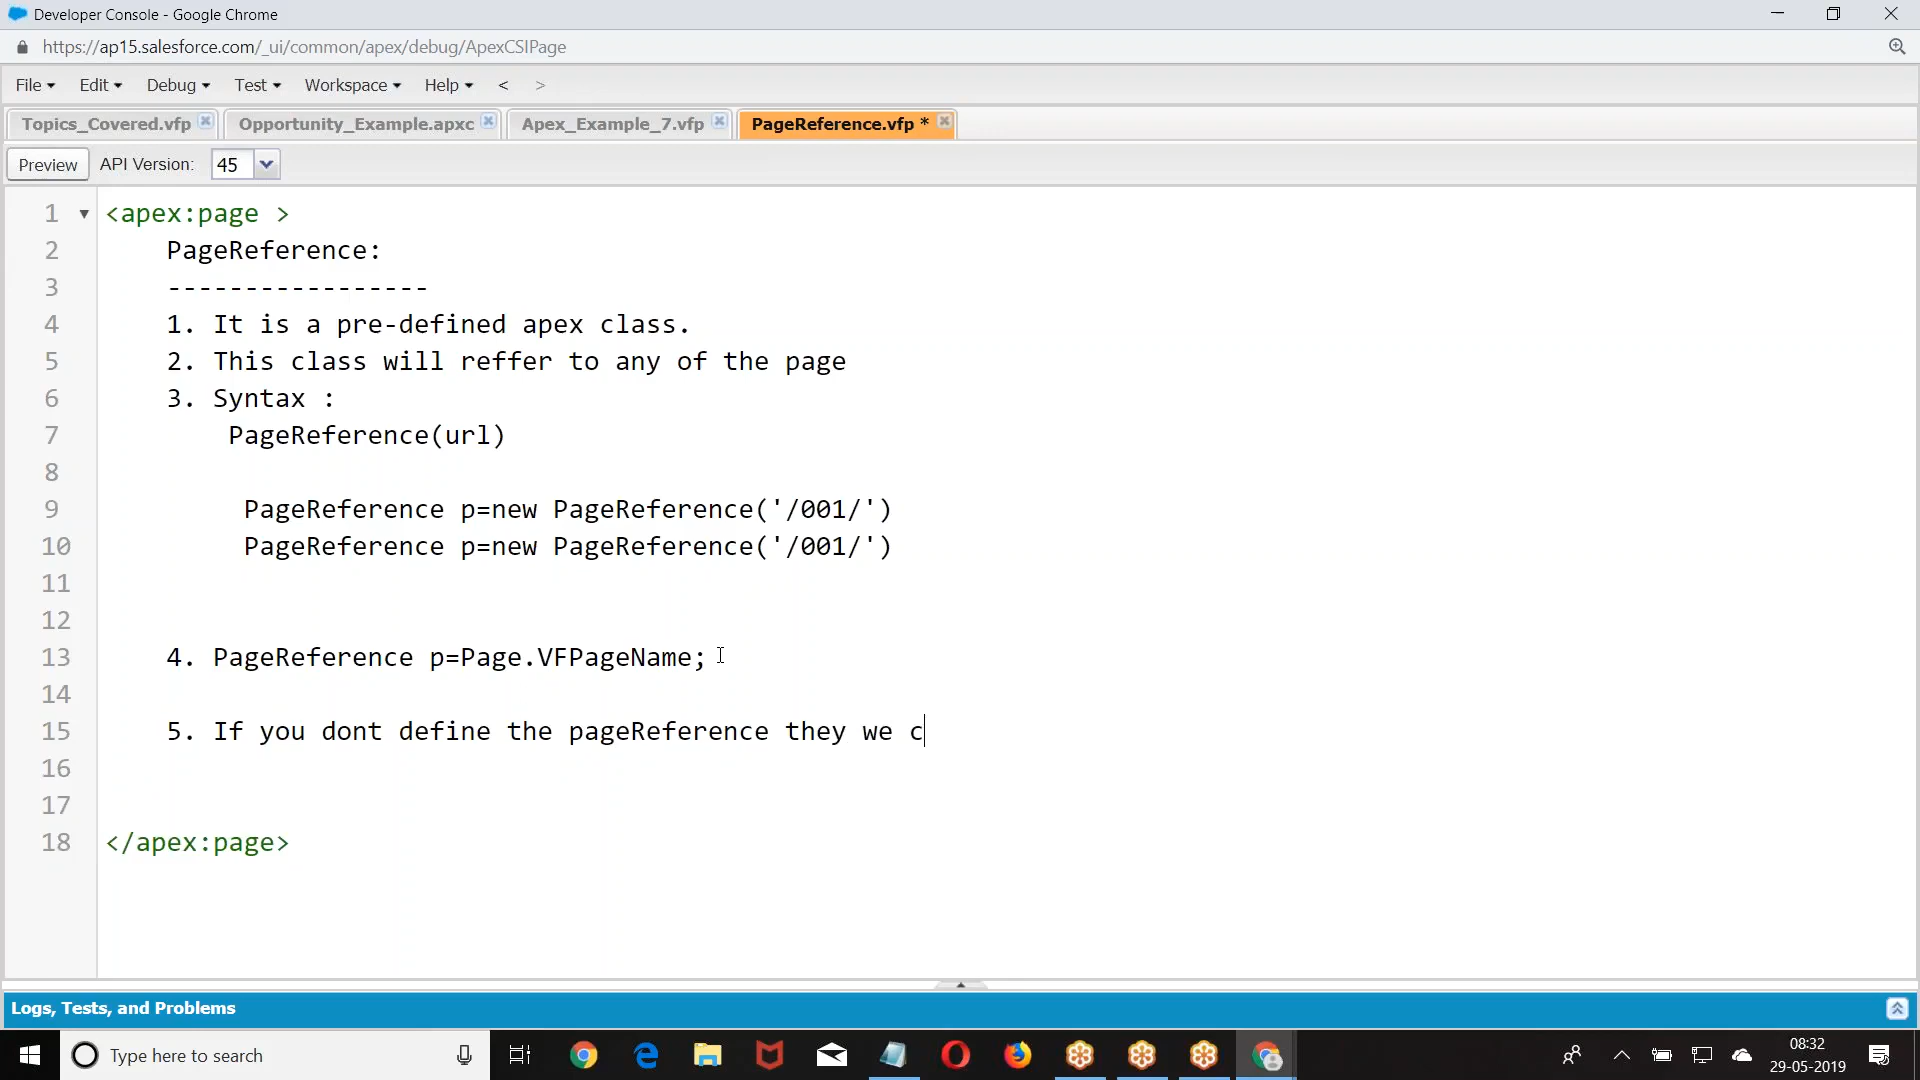 Developer Console - Google Chrome
https://ap15.salesforce.com/_ui/common/apex/debug/ApexCSIPage
File Edit Debug Test Workspace Help < >
Topics_Covered.vfp Opportunity_Example.apxc Apex_Example_7.vfp PageReference.vfp *
Preview API Version: 45
1 <apex:page >
2 PageReference:
3 -----------------
4 1. It is a pre-defined apex class.
5 2. This class will reffer to any of the page
6 3. Syntax :
7 PageReference(url)
8
9 PageReference p=new PageReference('/001/')
10 PageReference p=new PageReference('/001/')
11
12
13 4. PageReference p=Page.VFPageName;
14
15 5. If you dont define the pageReference they we c
16
17
18 </apex:page>
Logs, Tests, and Problems
Type here to search
08:32
29-05-2019